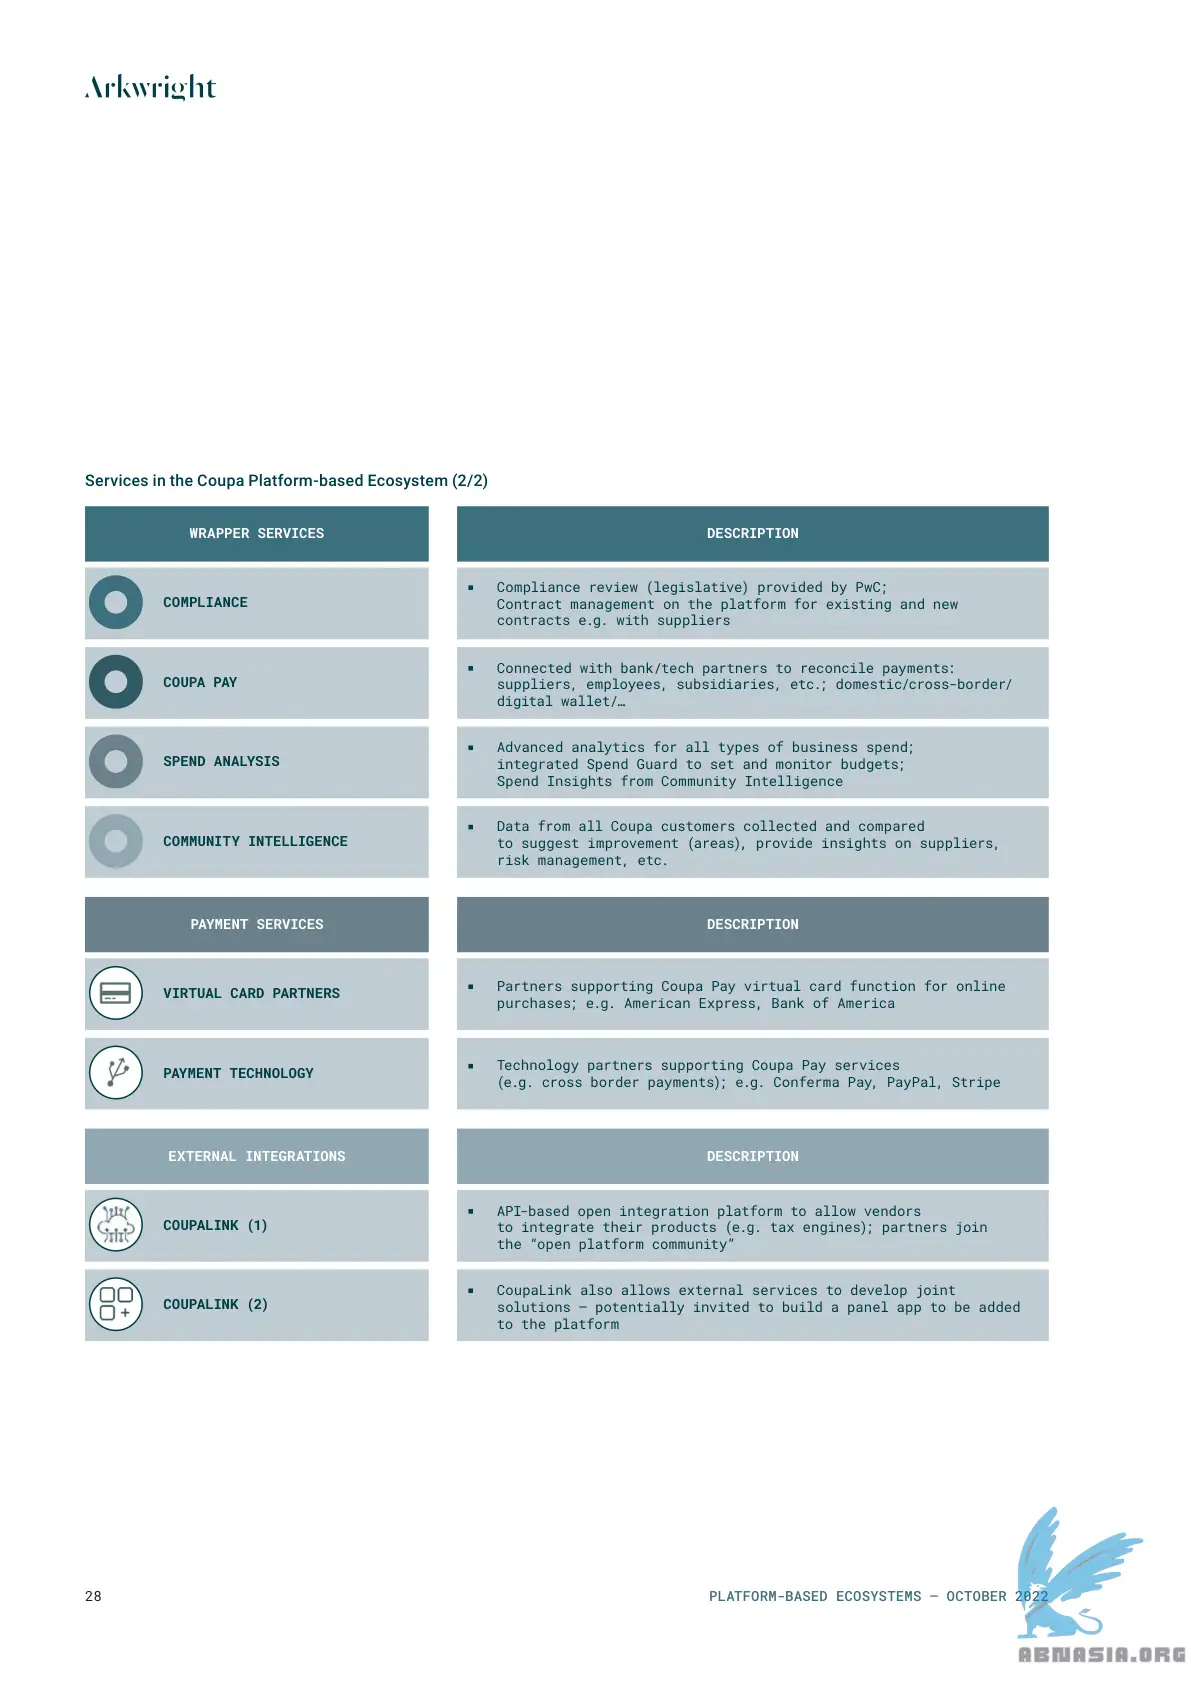 Arkwright
Services in the Coupa Platform-based Ecosystem (2/2)
WRAPPER SERVICES
DESCRIPTION
COMPLIANCE
▪ Compliance review (legislative) provided by PwC;
Contract management on the platform for existing and new
contracts e.g. with suppliers
COUPA PAY
▪ Connected with bank/tech partners to reconcile payments:
suppliers, employees, subsidiaries, etc.; domestic/cross-border/
digital wallet/…
SPEND ANALYSIS
▪ Advanced analytics for all types of business spend;
integrated Spend Guard to set and monitor budgets;
Spend Insights from Community Intelligence
COMMUNITY INTELLIGENCE
▪ Data from all Coupa customers collected and compared
to suggest improvement (areas), provide insights on suppliers,
risk management, etc.
PAYMENT SERVICES
DESCRIPTION
VIRTUAL CARD PARTNERS
▪ Partners supporting Coupa Pay virtual card function for online
purchases; e.g. American Express, Bank of America
PAYMENT TECHNOLOGY
▪ Technology partners supporting Coupa Pay services
(e.g. cross border payments); e.g. Conferma Pay, PayPal, Stripe
EXTERNAL INTEGRATIONS
DESCRIPTION
COUPALINK (1)
▪ API-based open integration platform to allow vendors
to integrate their products (e.g. tax engines); partners join
the “open platform community”
COUPALINK (2)
▪ CoupaLink also allows external services to develop joint
solutions – potentially invited to build a panel app to be added
to the platform
28
PLATFORM-BASED ECOSYSTEMS – OCTOBER 2022
ABNASIA.ORG